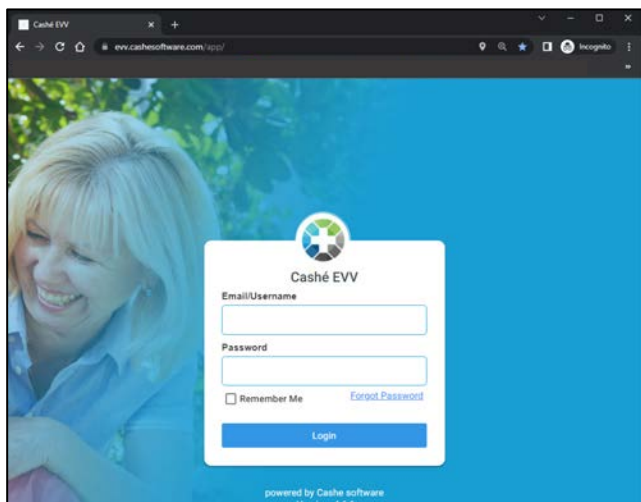 Cashé EVV
evv.cashesoftware.com/app/
Incognito
Cashé EVV
Email/Username
Password
Remember Me
Forgot Password
Login
powered by Cashe software